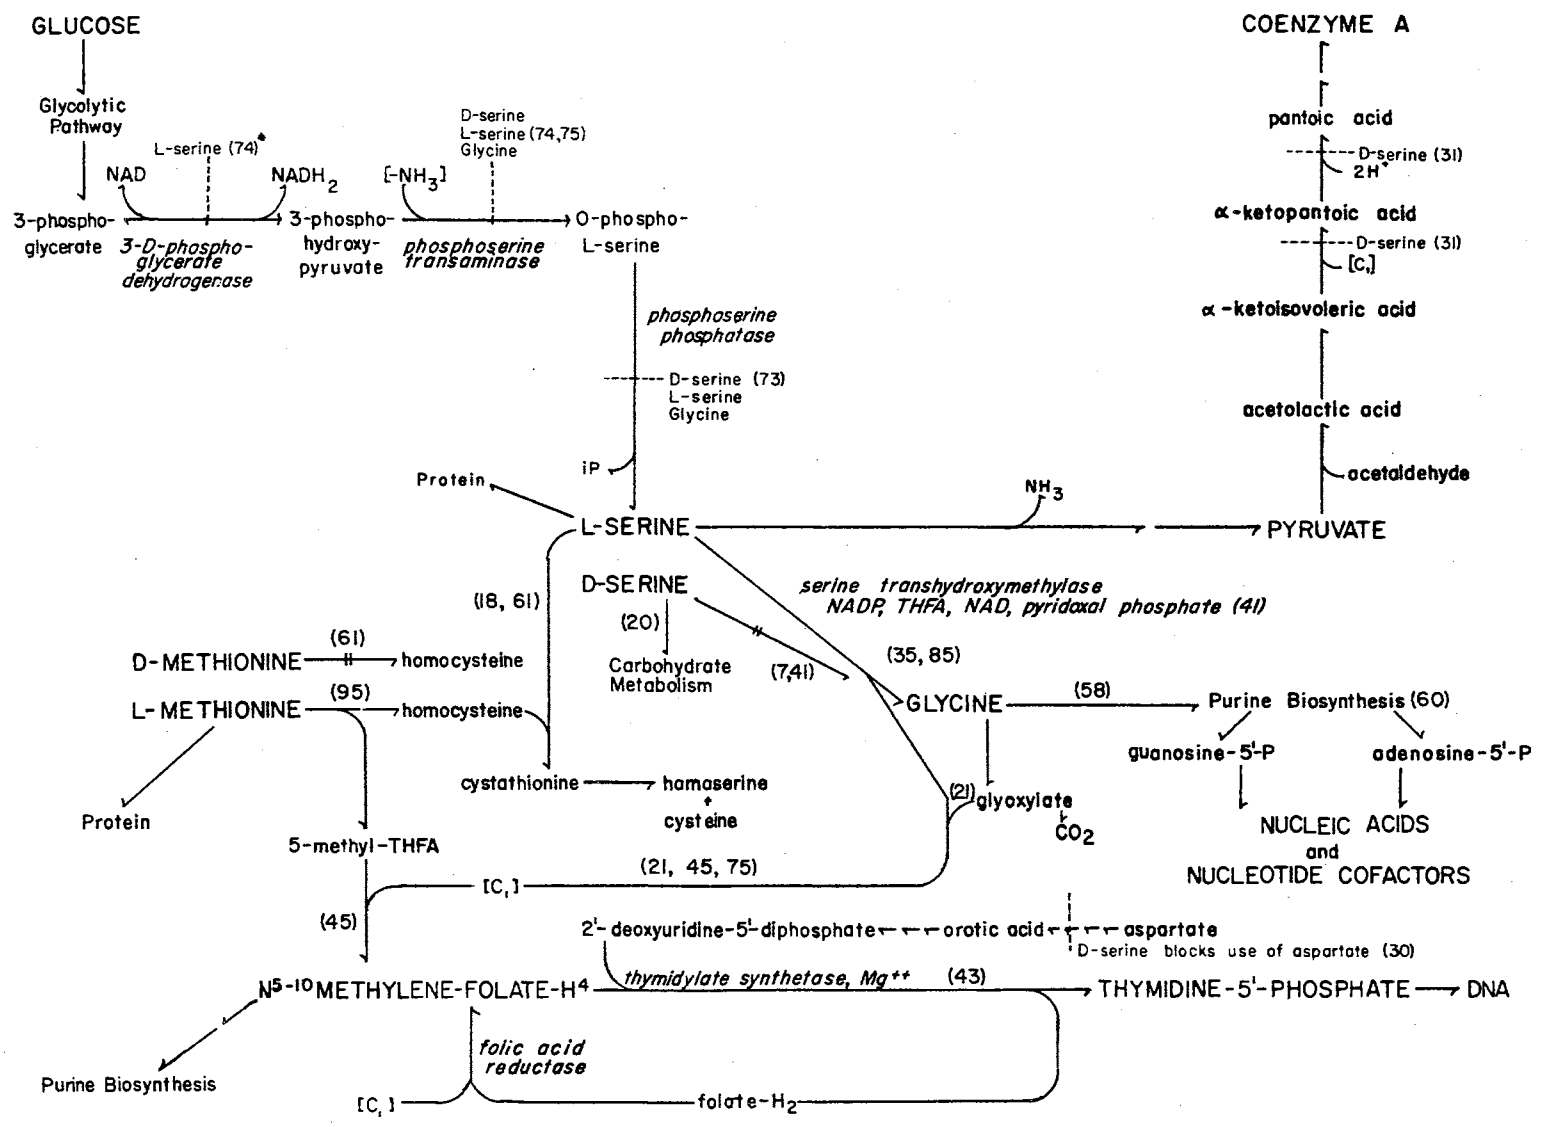 GLUCOSE
COENZYME A
Glycolytic
Pathway
pantoic acid
D-serine
L-serine (74,75)
Glycine
L-serine (74)*
D-serine (31)
2H+
NAD
NADH2
[-NH3]
3-phospho-
glycerate
3-D-phospho-
glycerate
dehydrogenase
3-phospho-
hydroxy-
pyruvate
phosphoserine
transaminase
O-phospho-
L-serine
α-ketopantoic acid
D-serine (31)
[C1]
α-ketoisovoleric acid
phosphoserine
phosphatase
D-serine (73)
L-serine
Glycine
acetolactic acid
iP
acetaldehyde
Protein
NH3
L-SERINE
PYRUVATE
D-SERINE
serine transhydroxymethylase
NADP, THFA, NAD, pyridoxal phosphate (41)
(18, 61)
(20)
Carbohydrate
Metabolism
(7,41)
(35, 85)
D-METHIONINE
(61)
homocysteine
L-METHIONINE
(95)
homocysteine
GLYCINE
(58)
Purine Biosynthesis (60)
guanosine-5'-P
adenosine-5'-P
cystathionine
hamaserine
+
cysteine
(21)
glyoxylate
CO2
Protein
NUCLEIC ACIDS
and
NUCLEOTIDE COFACTORS
5-methyl-THFA
(21, 45, 75)
[C1]
(45)
2'-deoxyuridine-5'-diphosphate
orotic acid
aspartate
D-serine blocks use of aspartate (30)
thymidylate synthetase, Mg++ (43)
N5-10 METHYLENE-FOLATE-H4
THYMIDINE-5'-PHOSPHATE
DNA
folic acid
reductase
Purine Biosynthesis
[C1]
folate-H2